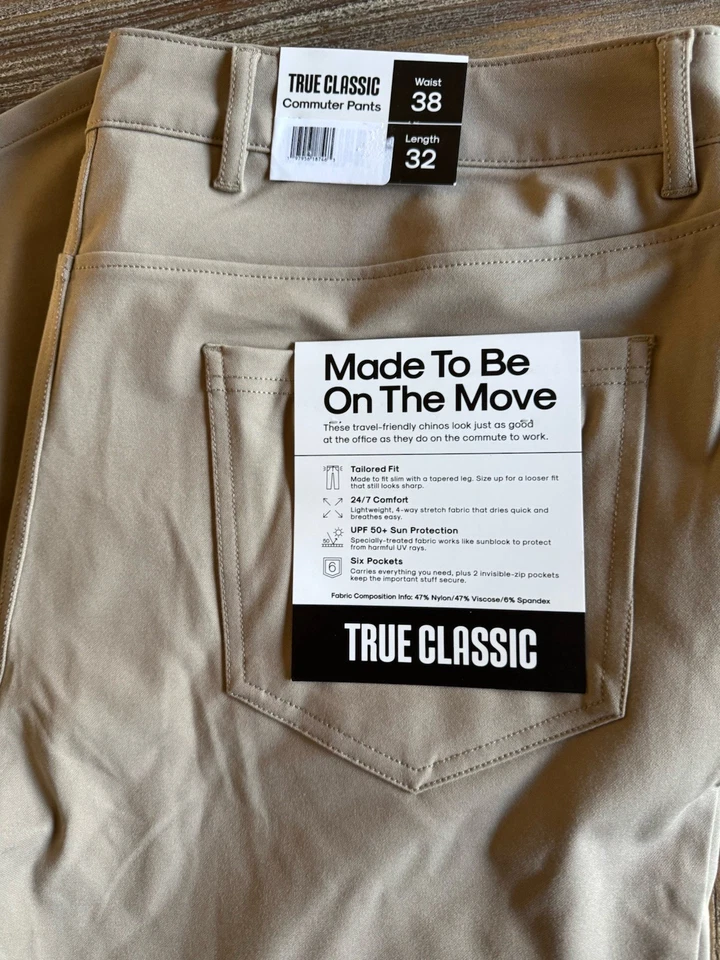 TRUE CLASSIC
Commuter Pants
Waist
38
Length
32
Made To Be
On The Move
These travel-friendly chinos look just as good
at the office as they do on the commute to work.
Tailored Fit
Made to fit slim with a tapered leg. Size up for a looser fit
that still looks sharp.
24/7 Comfort
Lightweight, 4-way stretch fabric that dries quick and
breathes easy.
50
UPF 50+ Sun Protection
Specially-treated fabric works like sunblock to protect
from harmful UV rays.
6
Six Pockets
Carries everything you need, plus 2 invisible-zip pockets
keep the important stuff secure.
Fabric Composition Info: 47% Nylon/47% Viscose/6% Spandex
TRUE CLASSIC